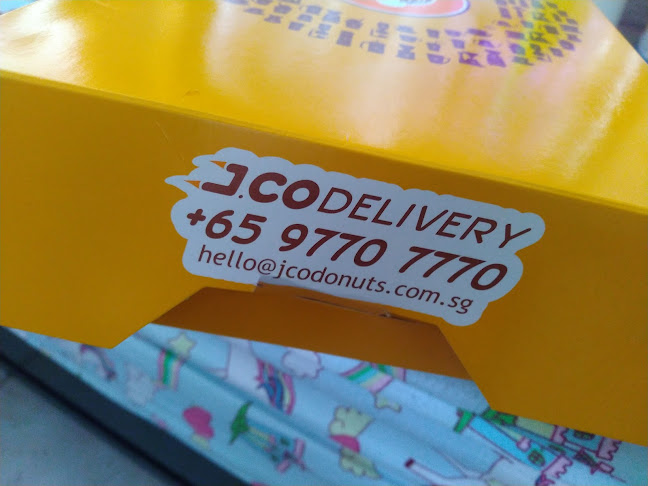 J.CO DELIVERY
+65 9770 7770
hello@jcodonuts.com.sg